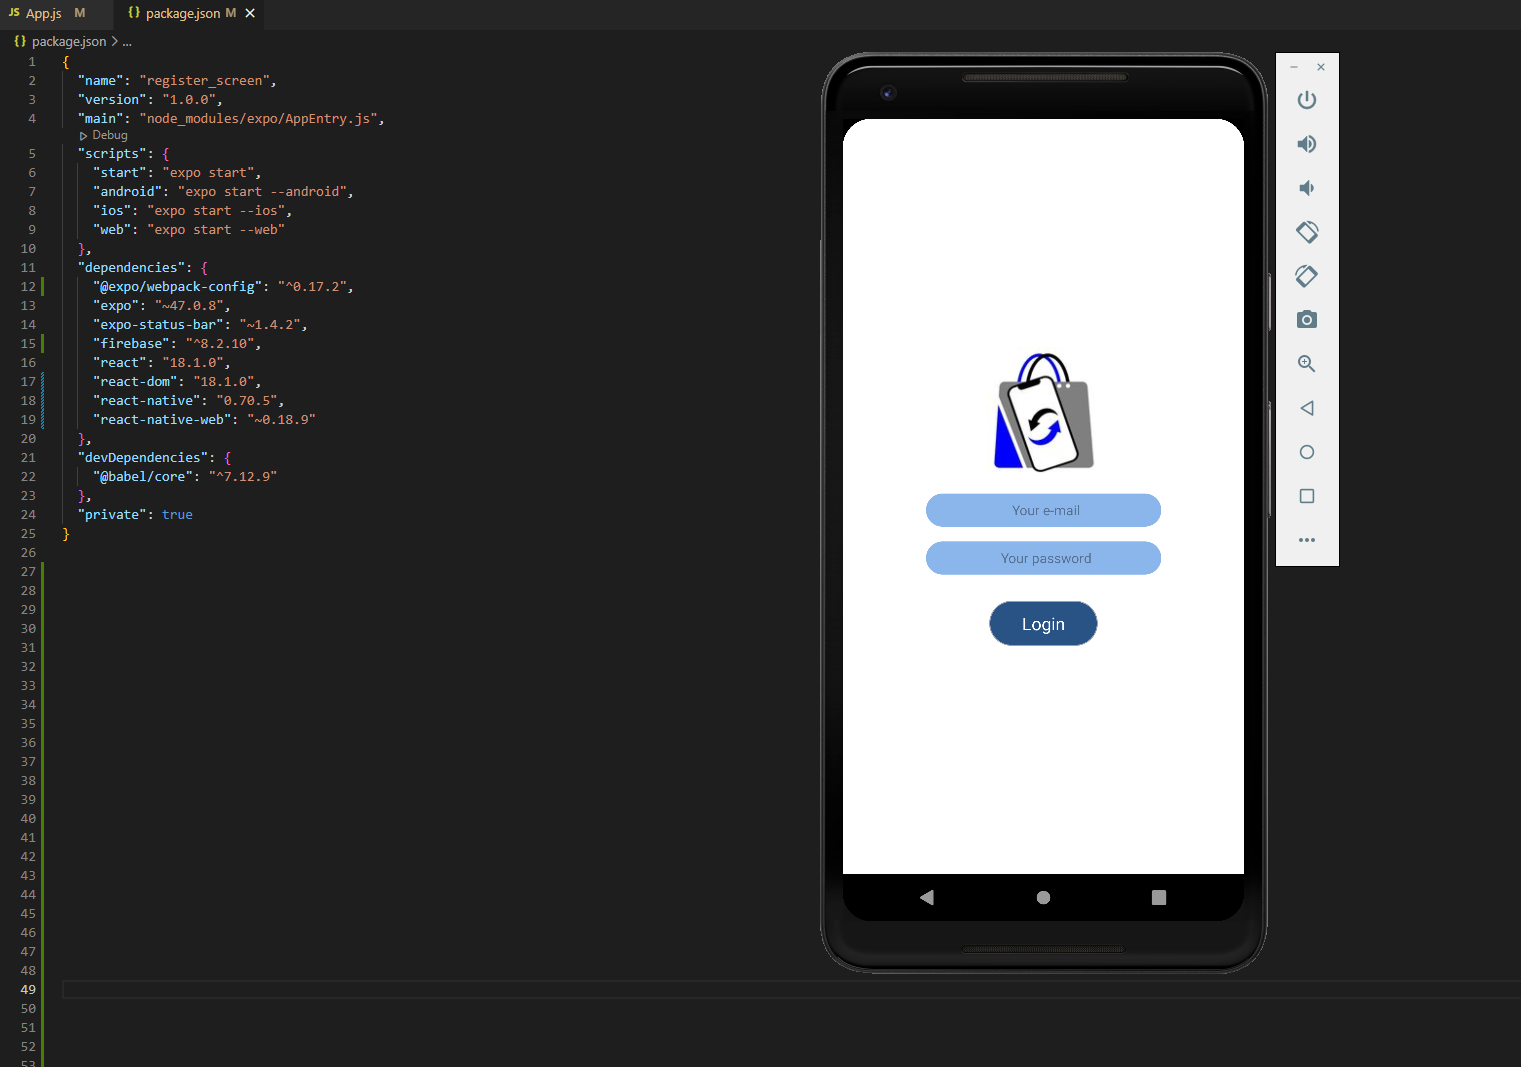 JS App.js M {} package.json M ×
{} package.json > ...
1 {
2 "name": "register_screen",
3 "version": "1.0.0",
4 "main": "node_modules/expo/AppEntry.js",
Debug
5 "scripts": {
6 "start": "expo start",
7 "android": "expo start --android",
8 "ios": "expo start --ios",
9 "web": "expo start --web"
10 },
11 "dependencies": {
12 "@expo/webpack-config": "^0.17.2",
13 "expo": "~47.0.8",
14 "expo-status-bar": "~1.4.2",
15 "firebase": "^8.2.10",
16 "react": "18.1.0",
17 "react-dom": "18.1.0",
18 "react-native": "0.70.5",
19 "react-native-web": "~0.18.9"
20 },
21 "devDependencies": {
22 "@babel/core": "^7.12.9"
23 },
24 "private": true
25 }
26
27
28
29
30
31
32
33
34
35
36
37
38
39
40
41
42
43
44
45
46
47
48
49
50
51
52
53
Your e-mail
Your password
Login